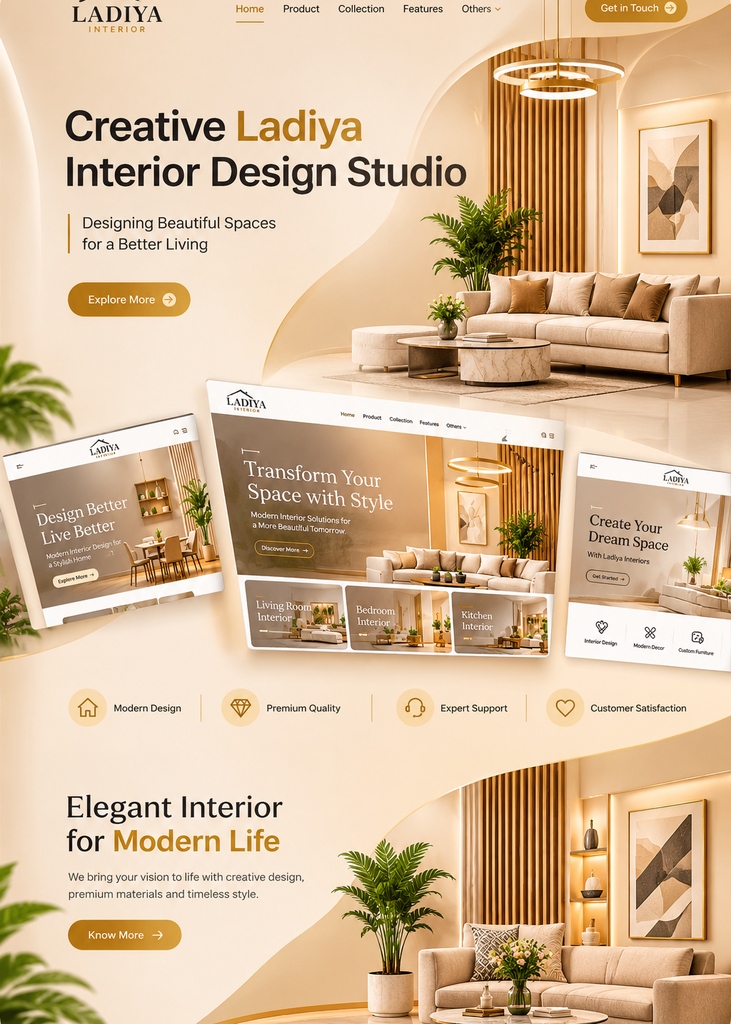 LADIYA
INTERIOR
Home Product Collection Features Others
Get in Touch
Creative Ladiya
Interior Design Studio
Designing Beautiful Spaces
for a Better Living
Explore More
LADIYA
INTERIOR
Design Better
Live Better
Modern Interior Design for
a Stylish Home
Explore More
LADIYA
INTERIOR
Home Product Collection Features Others
Transform Your
Space with Style
Modern Interior Solutions for
a More Beautiful Tomorrow.
Discover More
Living Room
Interior
Bedroom
Interior
Kitchen
Interior
LADIYA
INTERIOR
Create Your
Dream Space
With Ladiya Interiors
Get Started
Interior Design
Modern Decor
Custom Funiture
Modern Design
Premium Quality
Expert Support
Customer Satisfaction
Elegant Interior
for Modern Life
We bring your vision to life with creative design,
premium materials and timeless style.
Know More